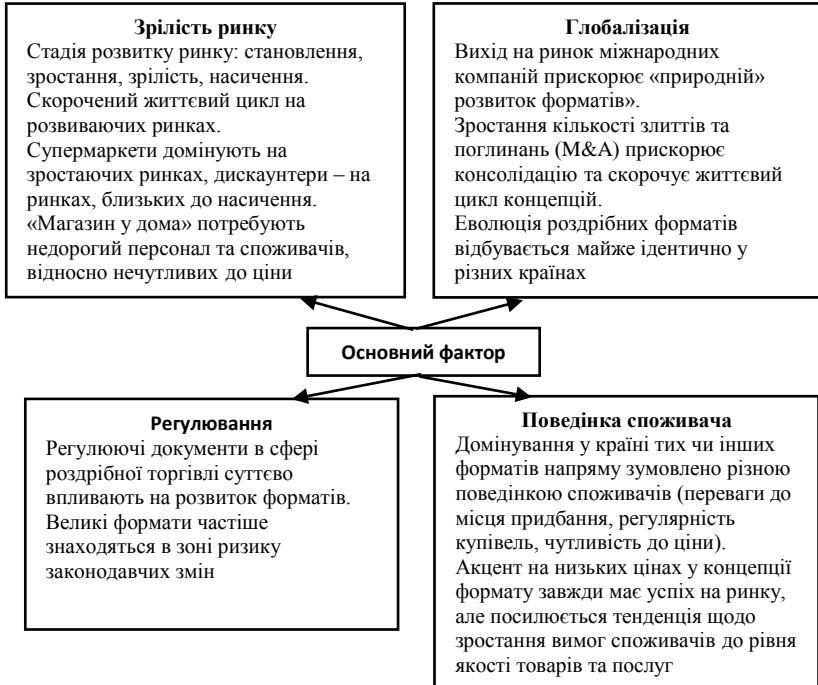 Зрілість ринку
Стадія розвитку ринку: становлення,
зростання, зрілість, насичення.
Скорочений життєвий цикл на
розвиваючих ринках.
Супермаркети домінують на
зростаючих ринках, дискаунтери – на
ринках, близьких до насичення.
«Магазин у дома» потребують
недорогий персонал та споживачів,
відносно нечутливих до ціни
Глобалізація
Вихід на ринок міжнародних
компаній прискорює «природній»
розвиток форматів».
Зростання кількості злиттів та
поглинань (M&A) прискорює
консолідацію та скорочує життєвий
цикл концепцій.
Еволюція роздрібних форматів
відбувається майже ідентично у
різних країнах
Основний фактор
Регулювання
Регулюючі документи в сфері
роздрібної торгівлі суттєво
впливають на розвиток форматів.
Великі формати частіше
знаходяться в зоні ризику
законодавчих змін
Поведінка споживача
Домінування у країні тих чи інших
форматів напряму зумовлено різною
поведінкою споживачів (переваги до
місця придбання, регулярність
купівель, чутливість до ціни).
Акцент на низьких цінах у концепції
формату завжди має успіх на ринку,
але посилюється тенденція щодо
зростання вимог споживачів до рівня
якості товарів та послуг